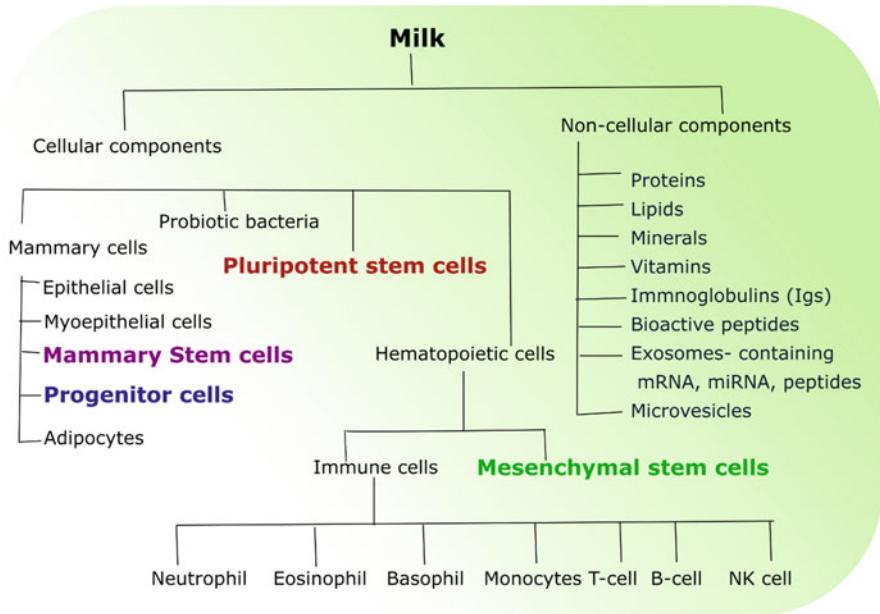 Milk
Cellular components
Non-cellular components
Mammary cells
Probiotic bacteria
Pluripotent stem cells
Epithelial cells
Myoepithelial cells
Mammary Stem cells
Progenitor cells
Adipocytes
Hematopoietic cells
Immune cells
Mesenchymal stem cells
Neutrophil
Eosinophil
Basophil
Monocytes
T-cell
B-cell
NK cell
Proteins
Lipids
Minerals
Vitamins
Immnoglobulins (Igs)
Bioactive peptides
Exosomes- containing
mRNA, miRNA, peptides
Microvesicles